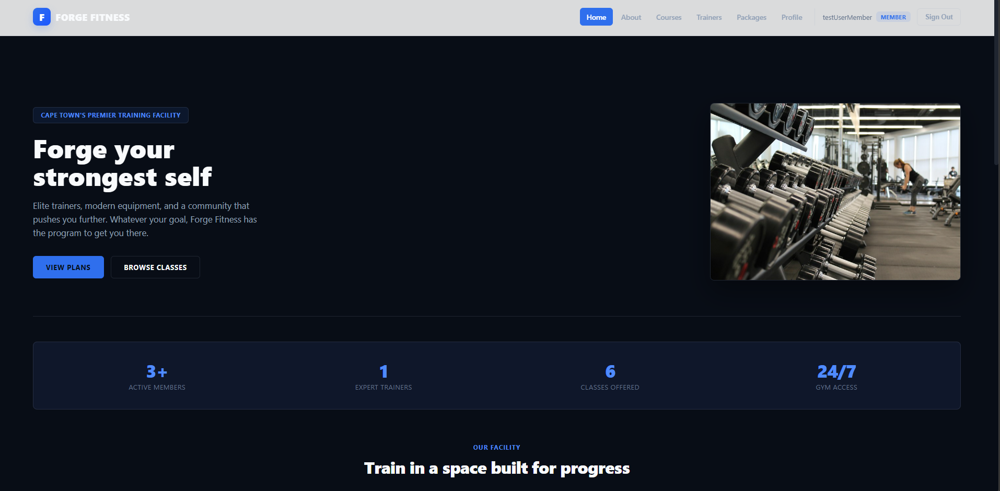 F FORGE FITNESS
Home About Courses Trainers Packages Profile testUserMember MEMBER Sign Out
CAPE TOWN'S PREMIER TRAINING FACILITY
Forge your
strongest self
Elite trainers, modern equipment, and a community that
pushes you further. Whatever your goal, Forge Fitness has
the program to get you there.
VIEW PLANS BROWSE CLASSES
3+ 1 6 24/7
ACTIVE MEMBERS EXPERT TRAINERS CLASSES OFFERED GYM ACCESS
OUR FACILITY
Train in a space built for progress